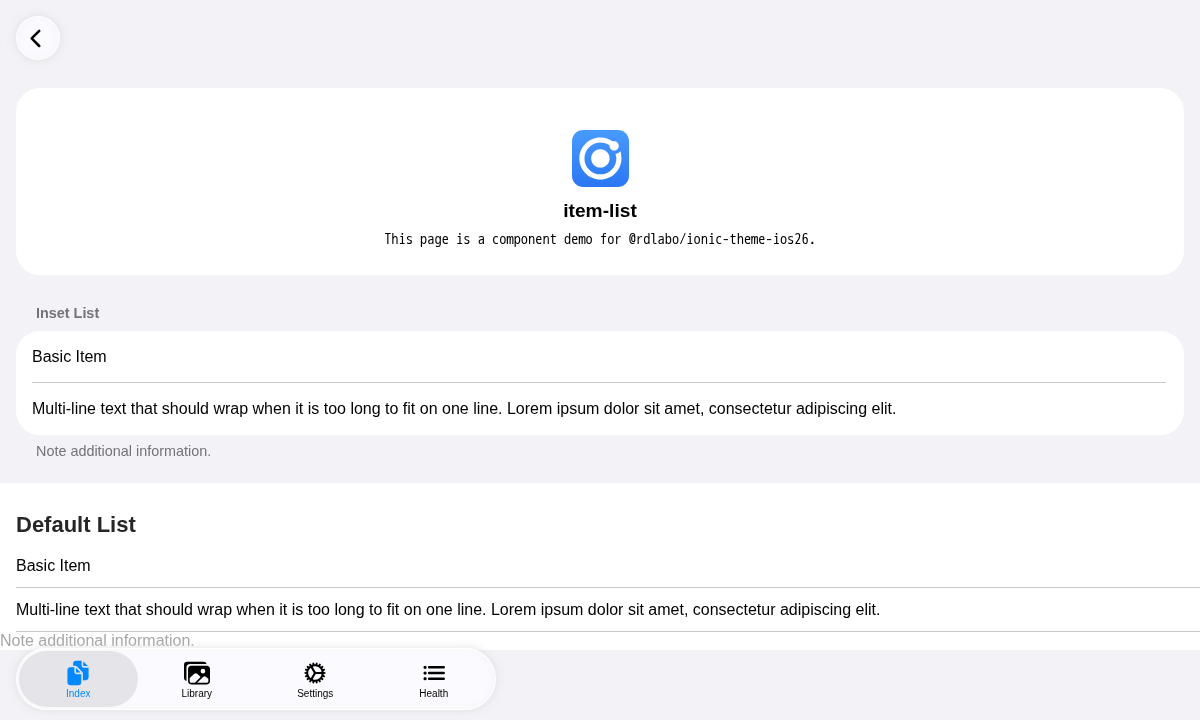 item-list
This page is a component demo for @rdlabo/ionic-theme-ios26.
Inset List
Basic Item
Multi-line text that should wrap when it is too long to fit on one line. Lorem ipsum dolor sit amet, consectetur adipiscing elit.
Note additional information.
Default List
Basic Item
Multi-line text that should wrap when it is too long to fit on one line. Lorem ipsum dolor sit amet, consectetur adipiscing elit.
Note additional information.
Index
Library
Settings
Health